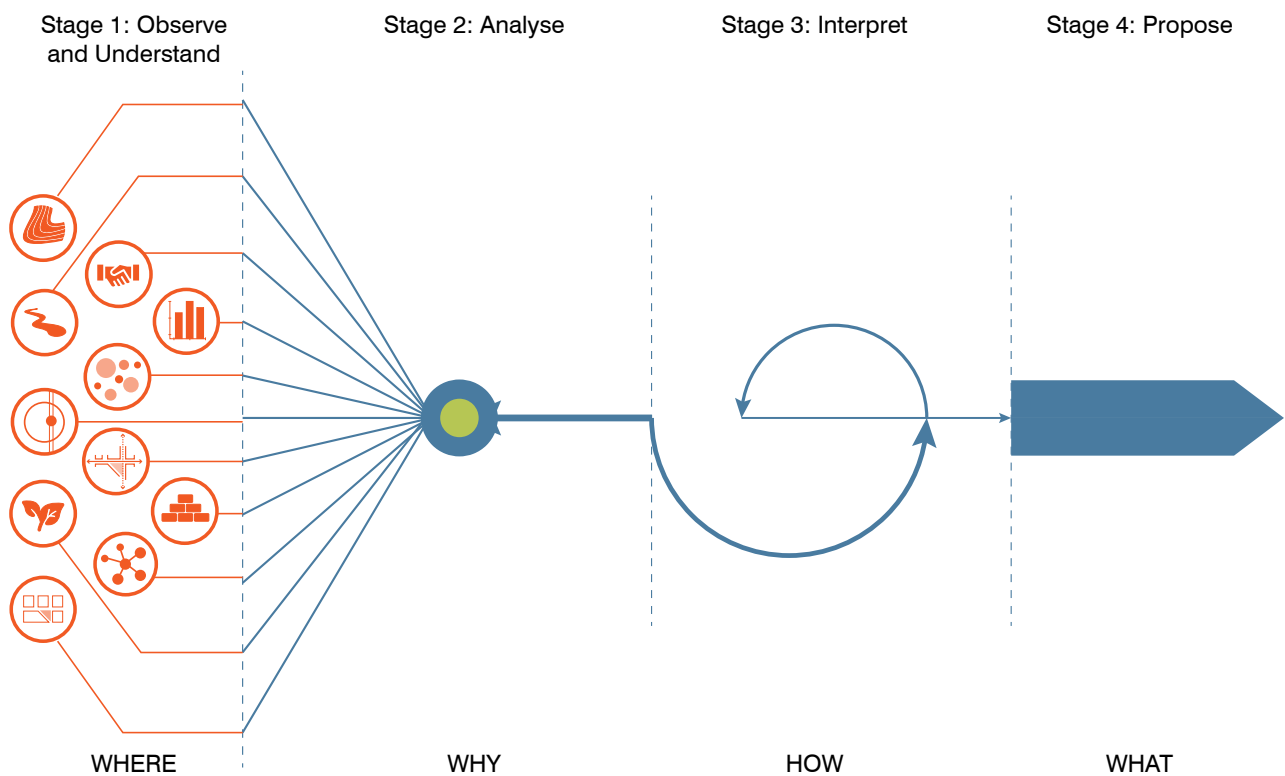 Stage 1: Observe
and Understand
Stage 2: Analyse
Stage 3: Interpret
Stage 4: Propose
WHERE
WHY
HOW
WHAT